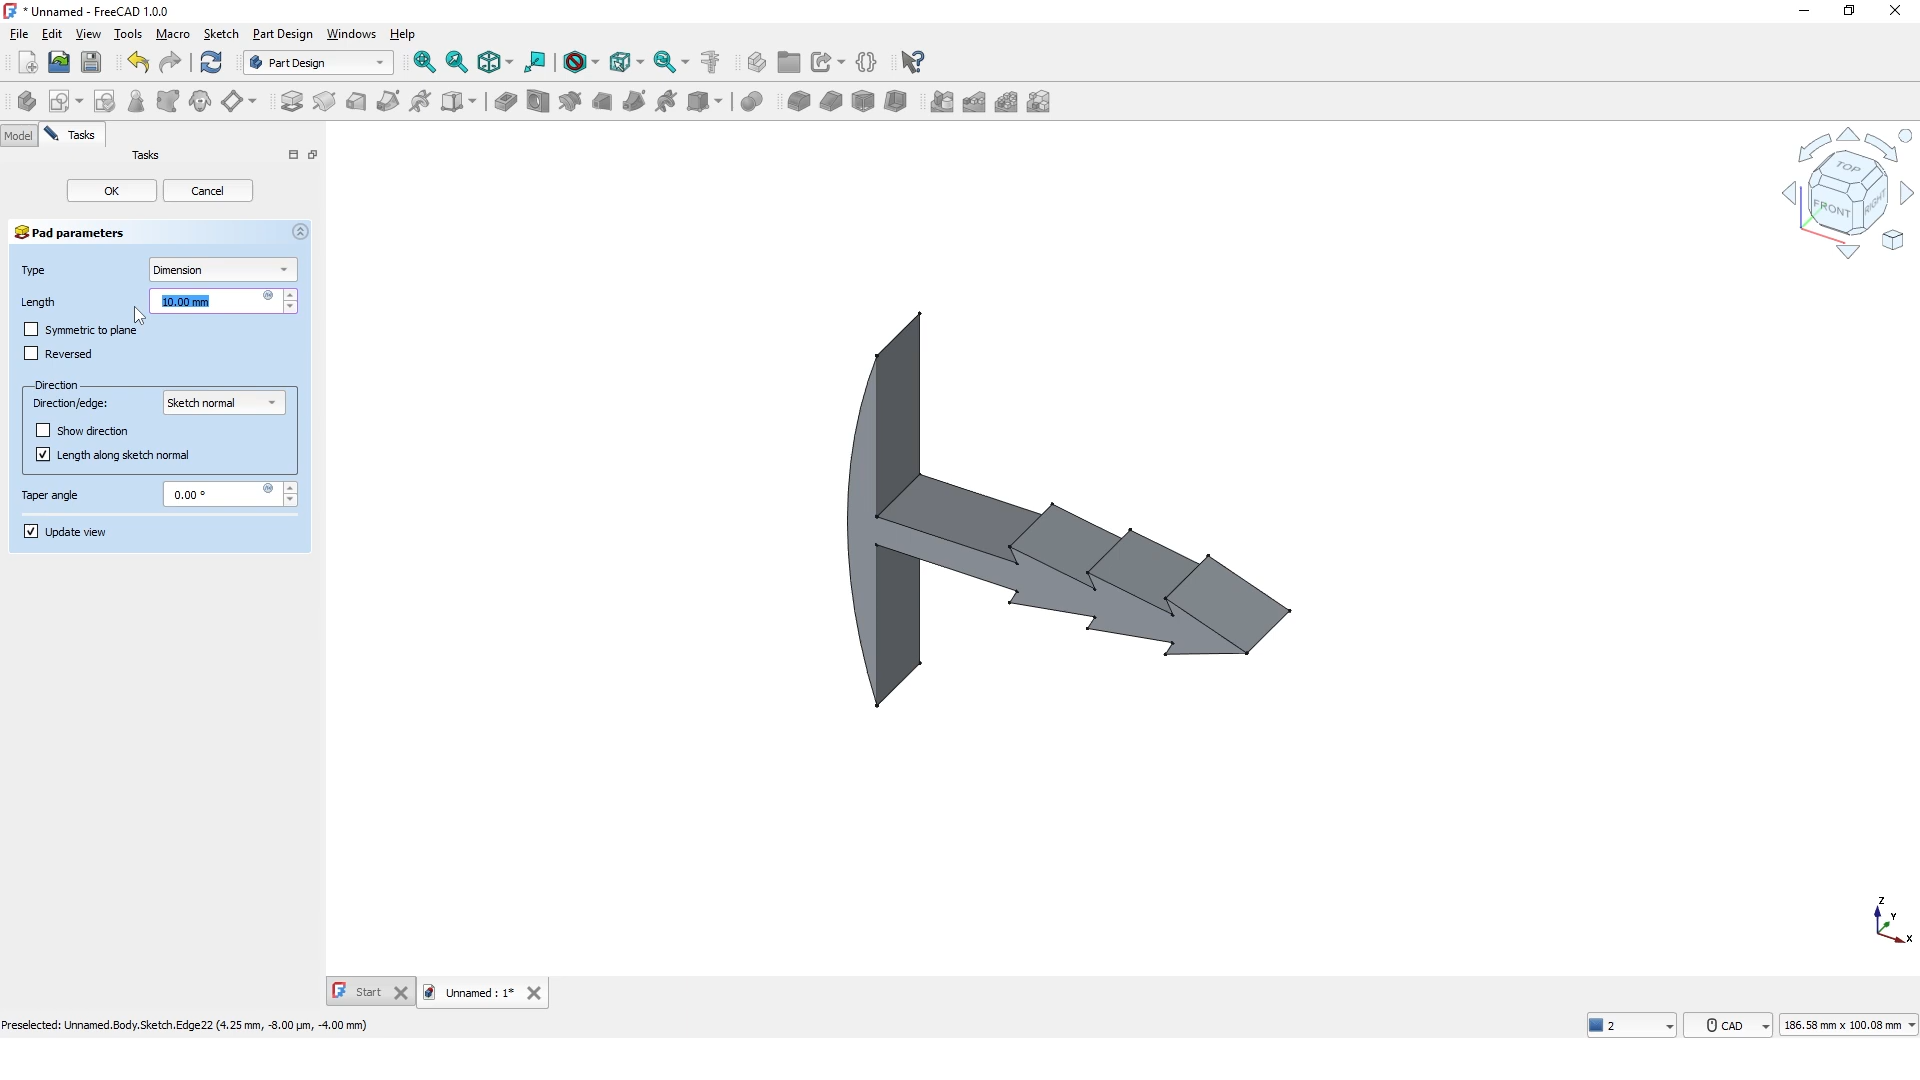 * Unnamed - FreeCAD 1.0.0
File Edit View Tools Macro Sketch Part Design Windows Help
Part Design
Model Tasks
Tasks
OK Cancel
Pad parameters
Type Dimension
Length 10.00 mm
Symmetric to plane
Reversed
Direction
Direction/edge: Sketch normal
Show direction
Length along sketch normal
Taper angle 0.00 °
Update view
TOP
FRONT
RIGHT
Z
Y
X
Start Unnamed : 1*
Preselected: Unnamed.Body.Sketch.Edge22 (4.25 mm, -8.00 µm, -4.00 mm)
2 CAD 186.58 mm x 100.08 mm